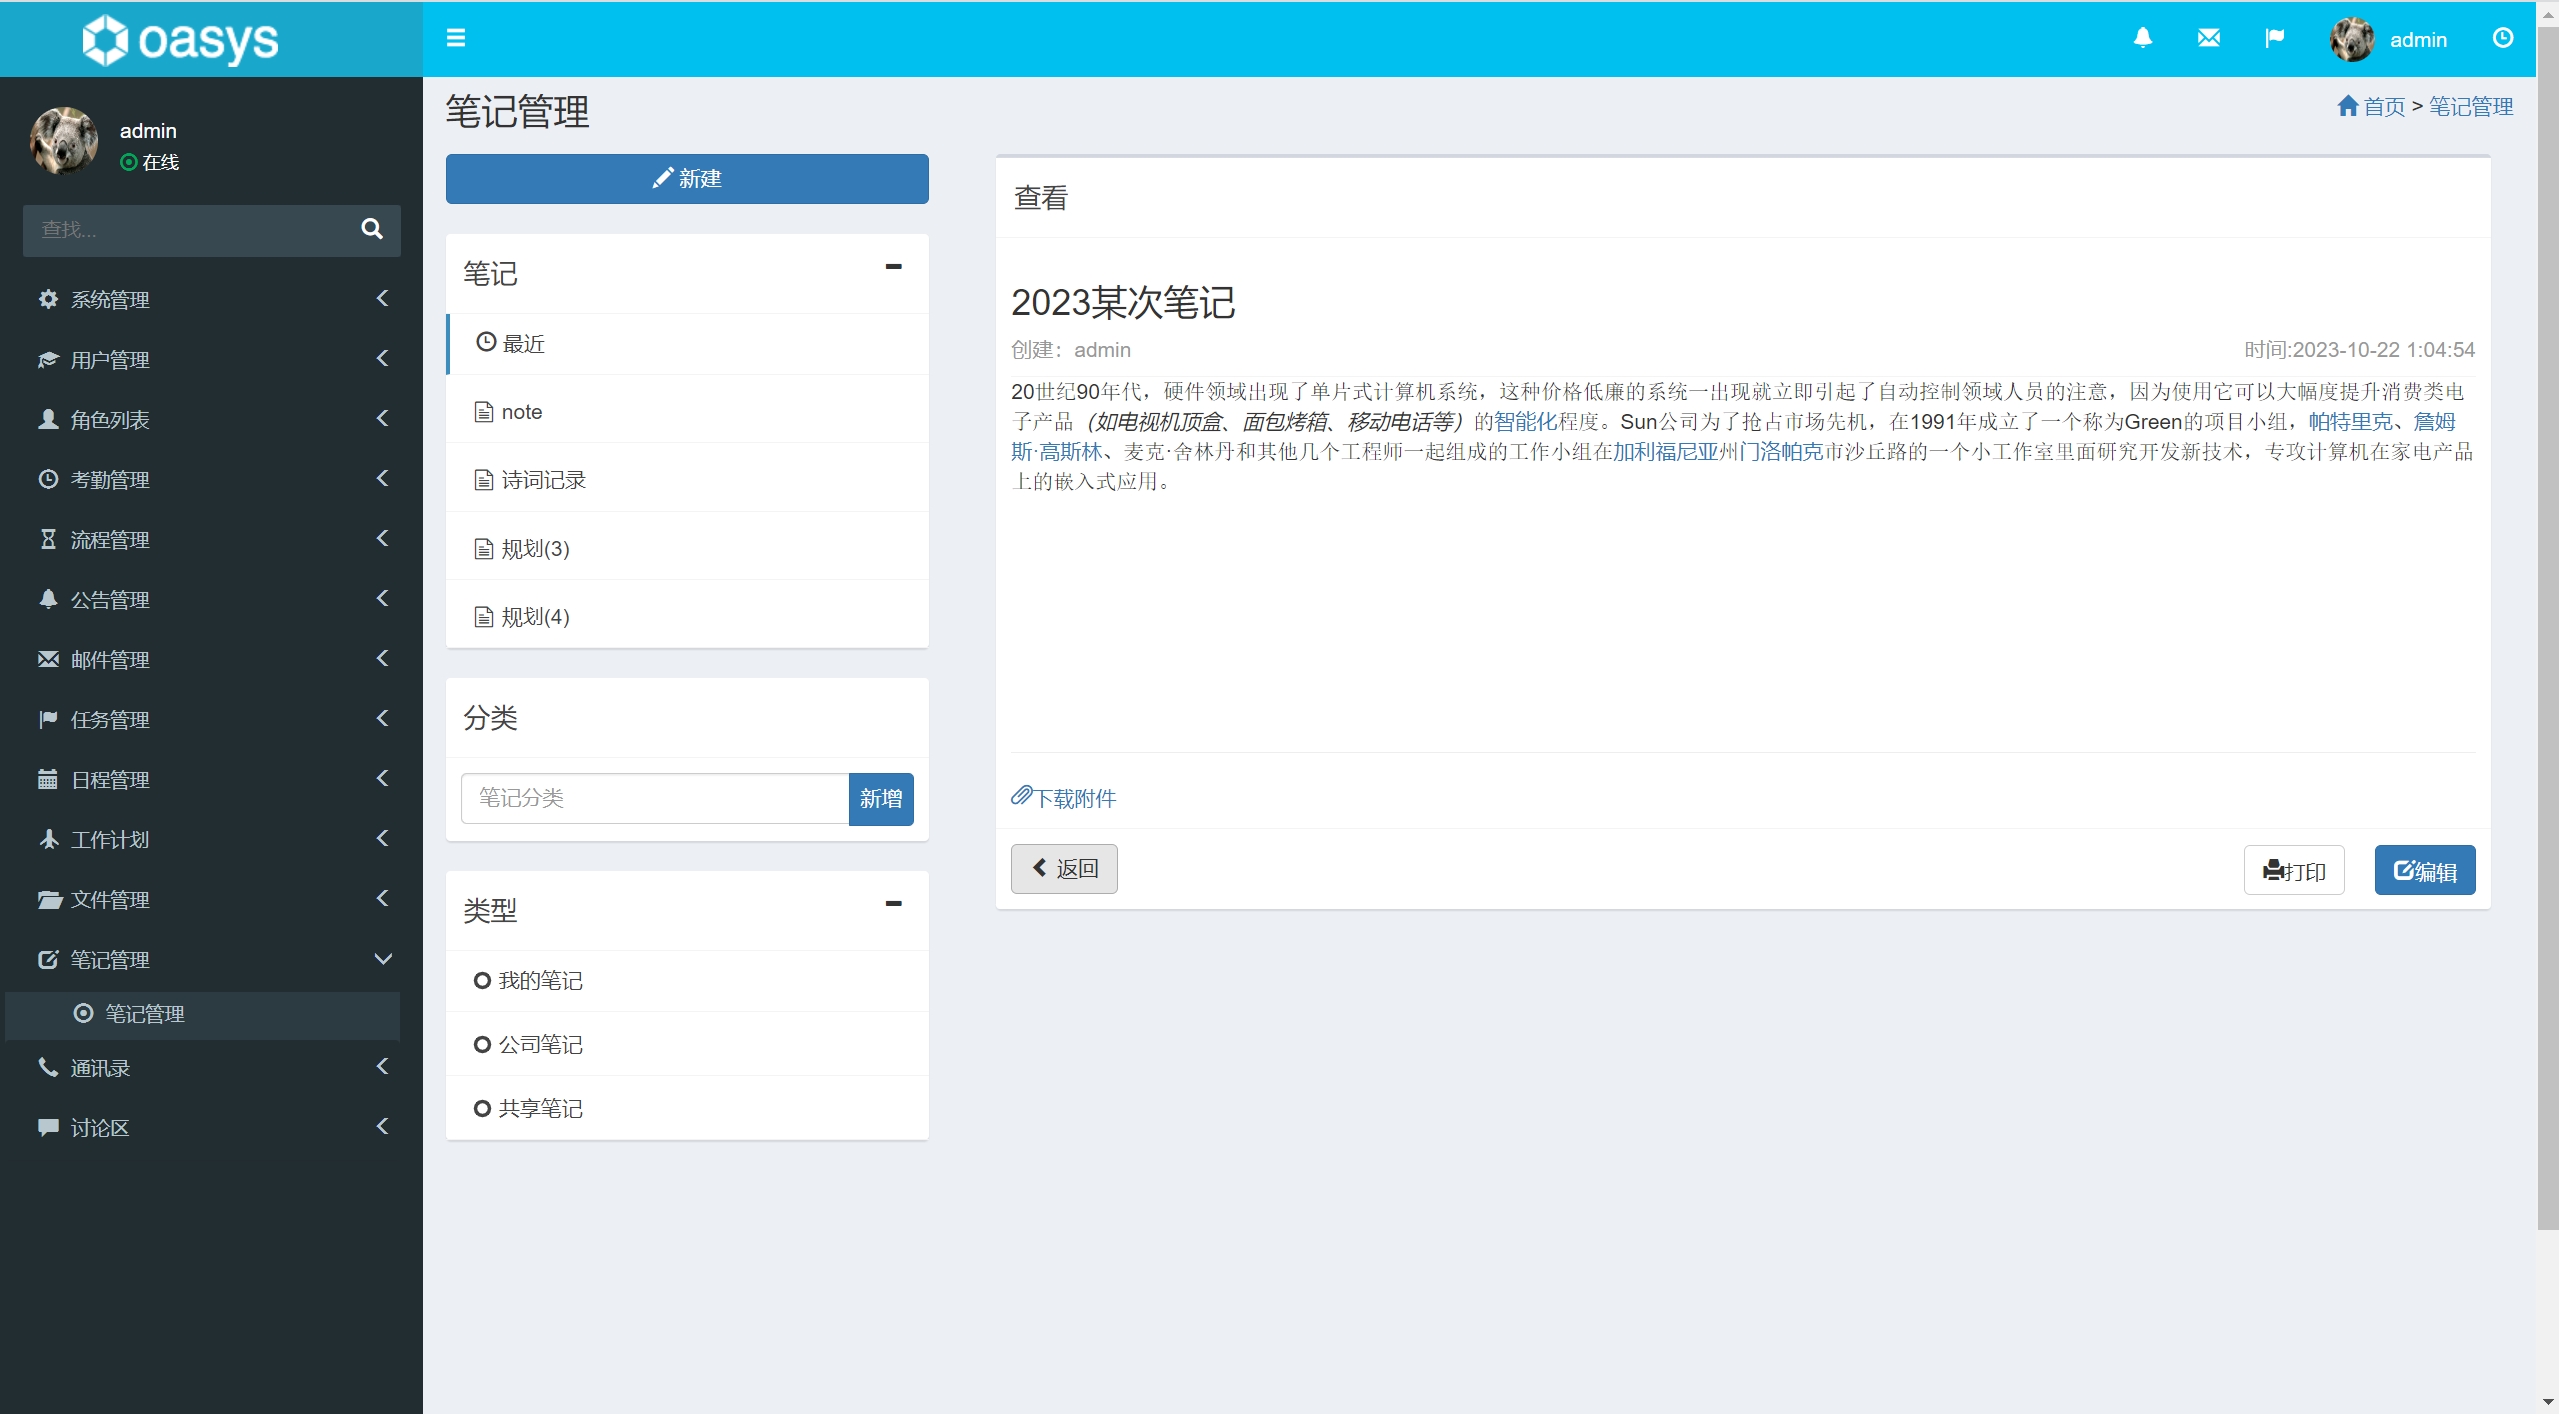 oasys
admin
admin
在线
查找...
系统管理
用户管理
角色列表
考勤管理
流程管理
公告管理
邮件管理
任务管理
日程管理
工作计划
文件管理
笔记管理
笔记管理
通讯录
讨论区
笔记管理
首页 > 笔记管理
新建
笔记
最近
note
诗词记录
规划(3)
规划(4)
分类
笔记分类
新增
类型
我的笔记
公司笔记
共享笔记
查看
2023某次笔记
创建：admin
时间:2023-10-22 1:04:54
20世纪90年代，硬件领域出现了单片式计算机系统，这种价格低廉的系统一出现就立即引起了自动控制领域人员的注意，因为使用它可以大幅度提升消费类电
子产品（如电视机顶盒、面包烤箱、移动电话等）的智能化程度。Sun公司为了抢占市场先机，在1991年成立了一个称为Green的项目小组，帕特里克、詹姆
斯·高斯林、麦克·舍林丹和其他几个工程师一起组成的工作小组在加利福尼亚州门洛帕克市沙丘路的一个小工作室里面研究开发新技术，专攻计算机在家电产品
上的嵌入式应用。
下载附件
返回
打印
编辑